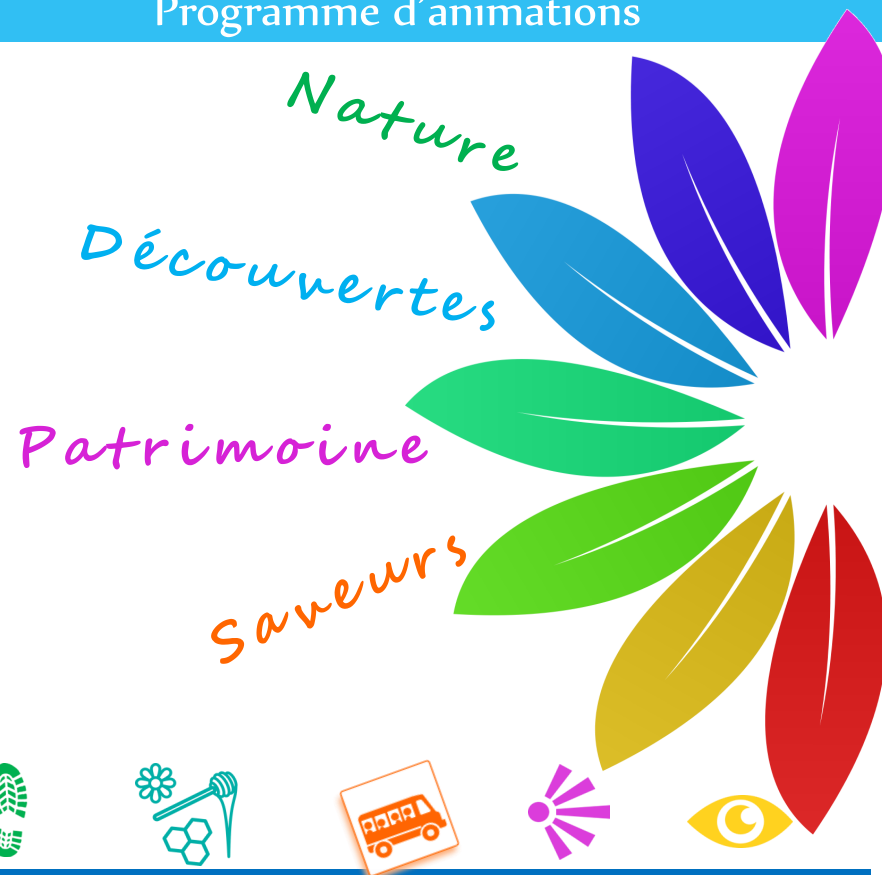 Programme d'animations
Nature
Découvertes
Patrimoine
Saveurs